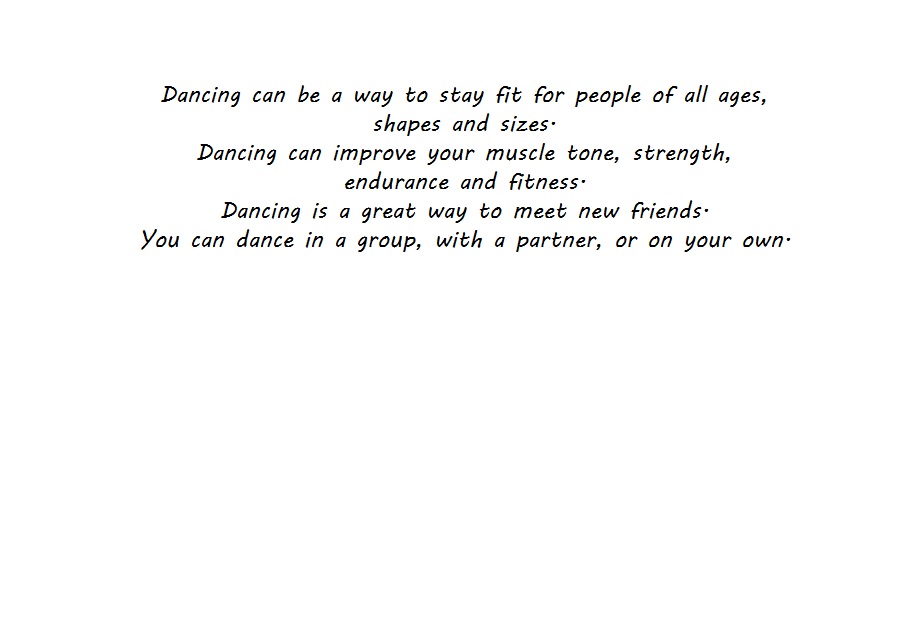 Dancing can be a way to stay fit for people of all ages,
shapes and sizes.
Dancing can improve your muscle tone, strength,
endurance and fitness.
Dancing is a great way to meet new friends.
You can dance in a group, with a partner, or on your own.